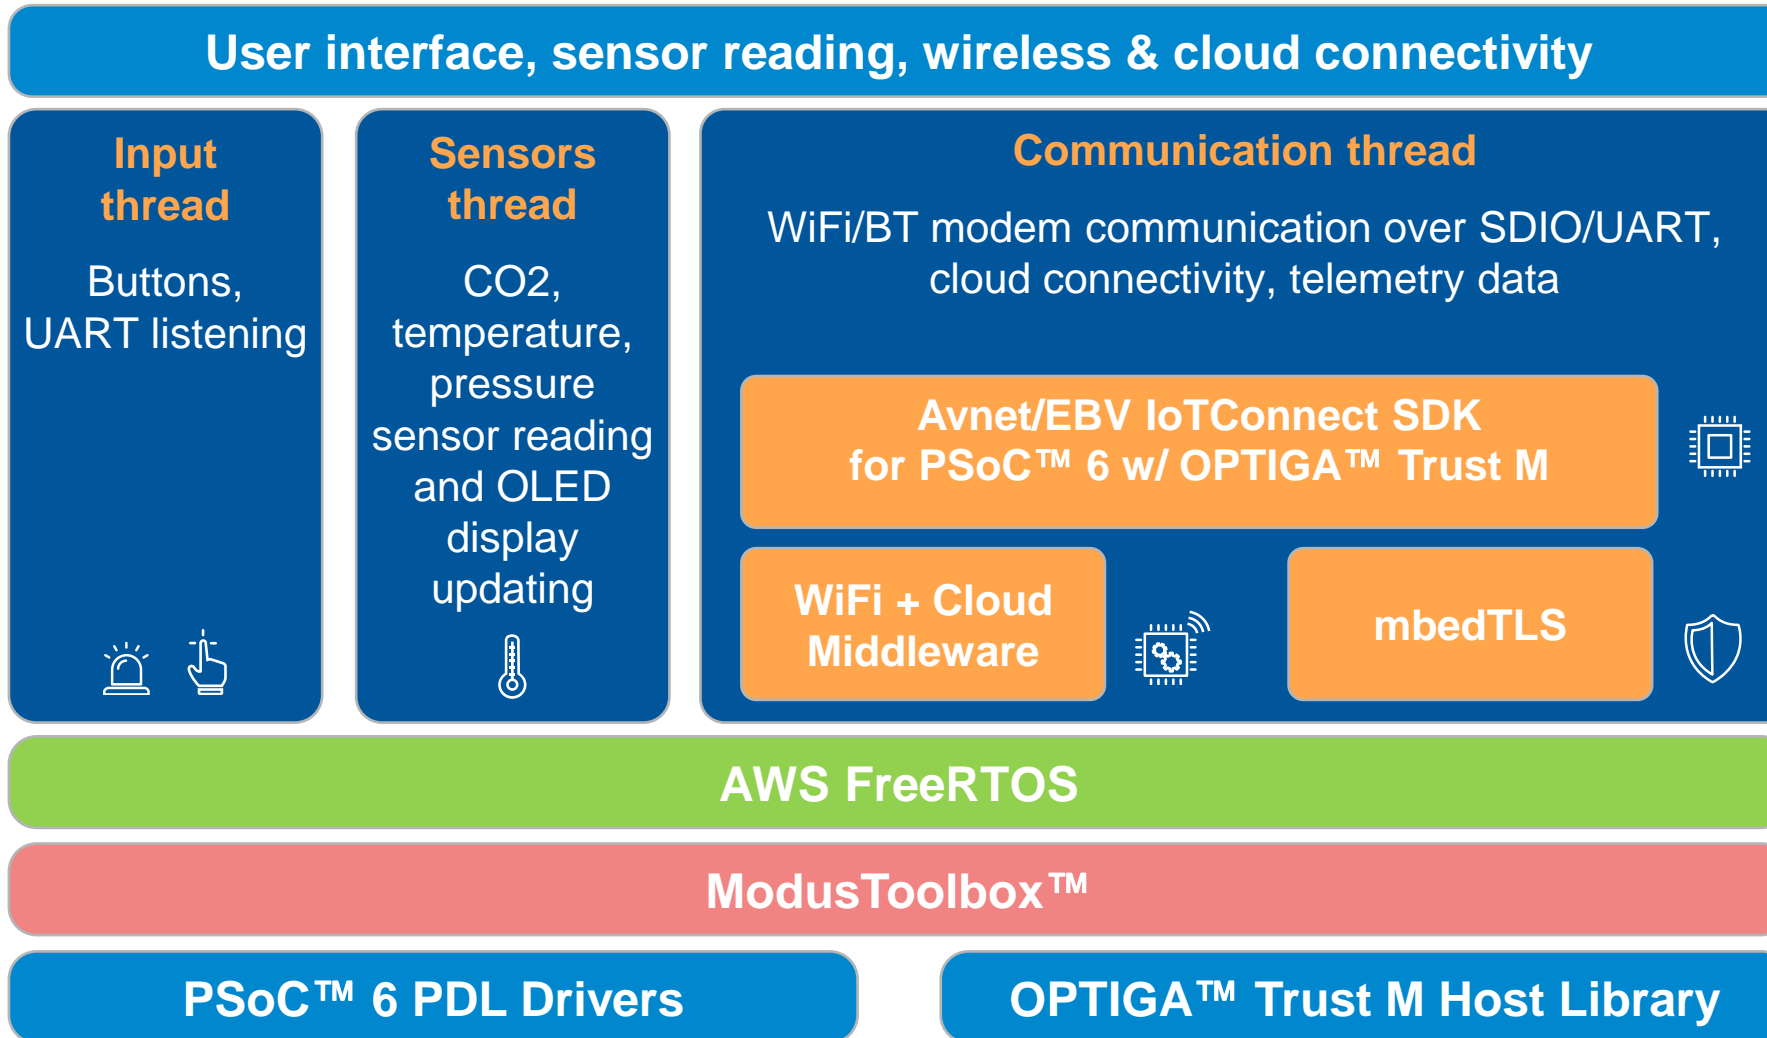 User interface, sensor reading, wireless & cloud connectivity
Input
thread
Buttons,
UART listening
Sensors
thread
CO2,
temperature,
pressure
sensor reading
and OLED
display
updating
Communication thread
WiFi/BT modem communication over SDIO/UART,
cloud connectivity, telemetry data
Avnet/EBV IoTConnect SDK
for PSoC™ 6 w/ OPTIGA™ Trust M
WiFi + Cloud
Middleware
mbedTLS
AWS FreeRTOS
ModusToolbox™
PSoC™ 6 PDL Drivers
OPTIGA™ Trust M Host Library